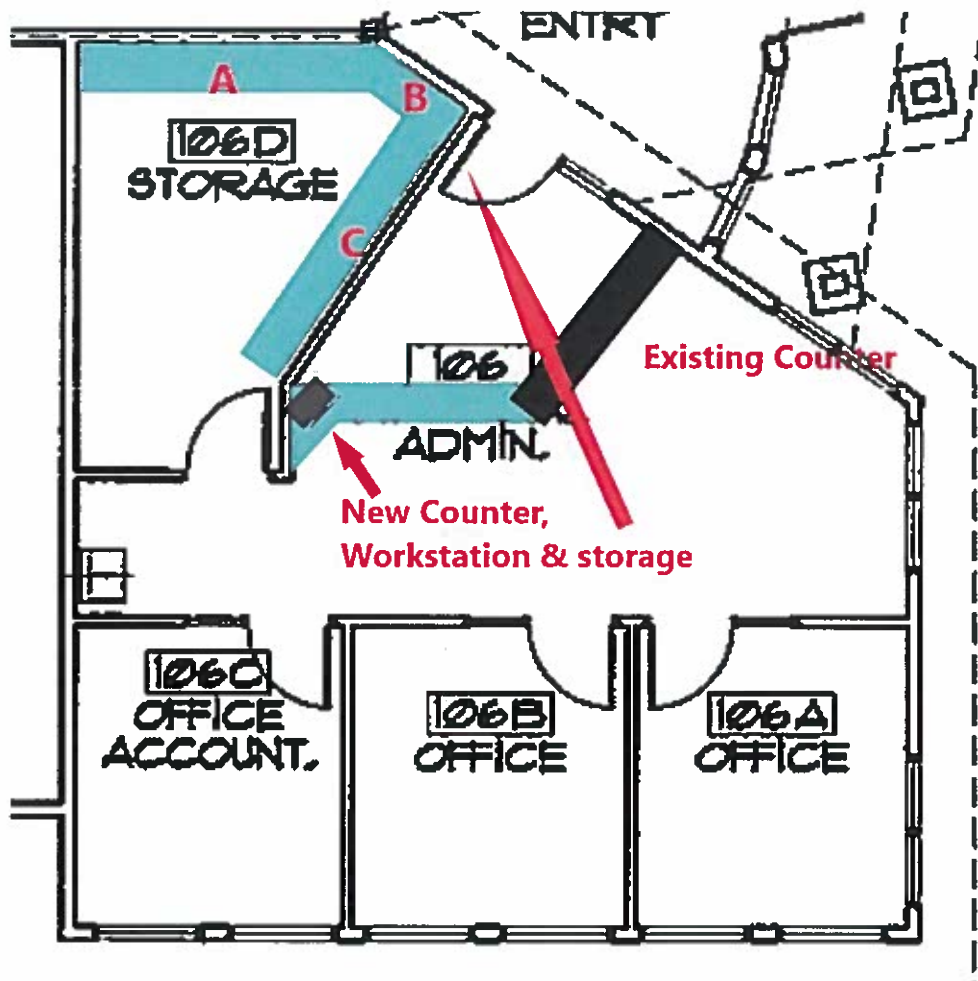 ENTRY
A
B
106D
STORAGE
C
106
Existing Counter
ADMIN.
New Counter,
Workstation & storage
106C
OFFICE
ACCOUNT.
106B
OFFICE
106A
OFFICE